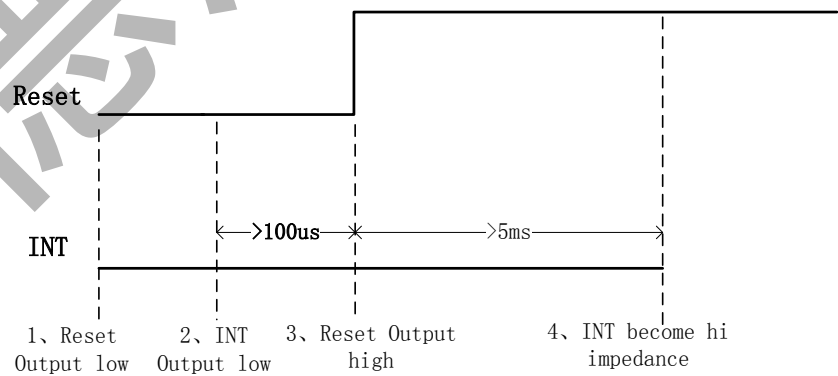 Reset
>100us
>5ms
INT
1、Reset
Output low
2、INT
Output low
3、Reset Output
high
4、INT become hi
impedance